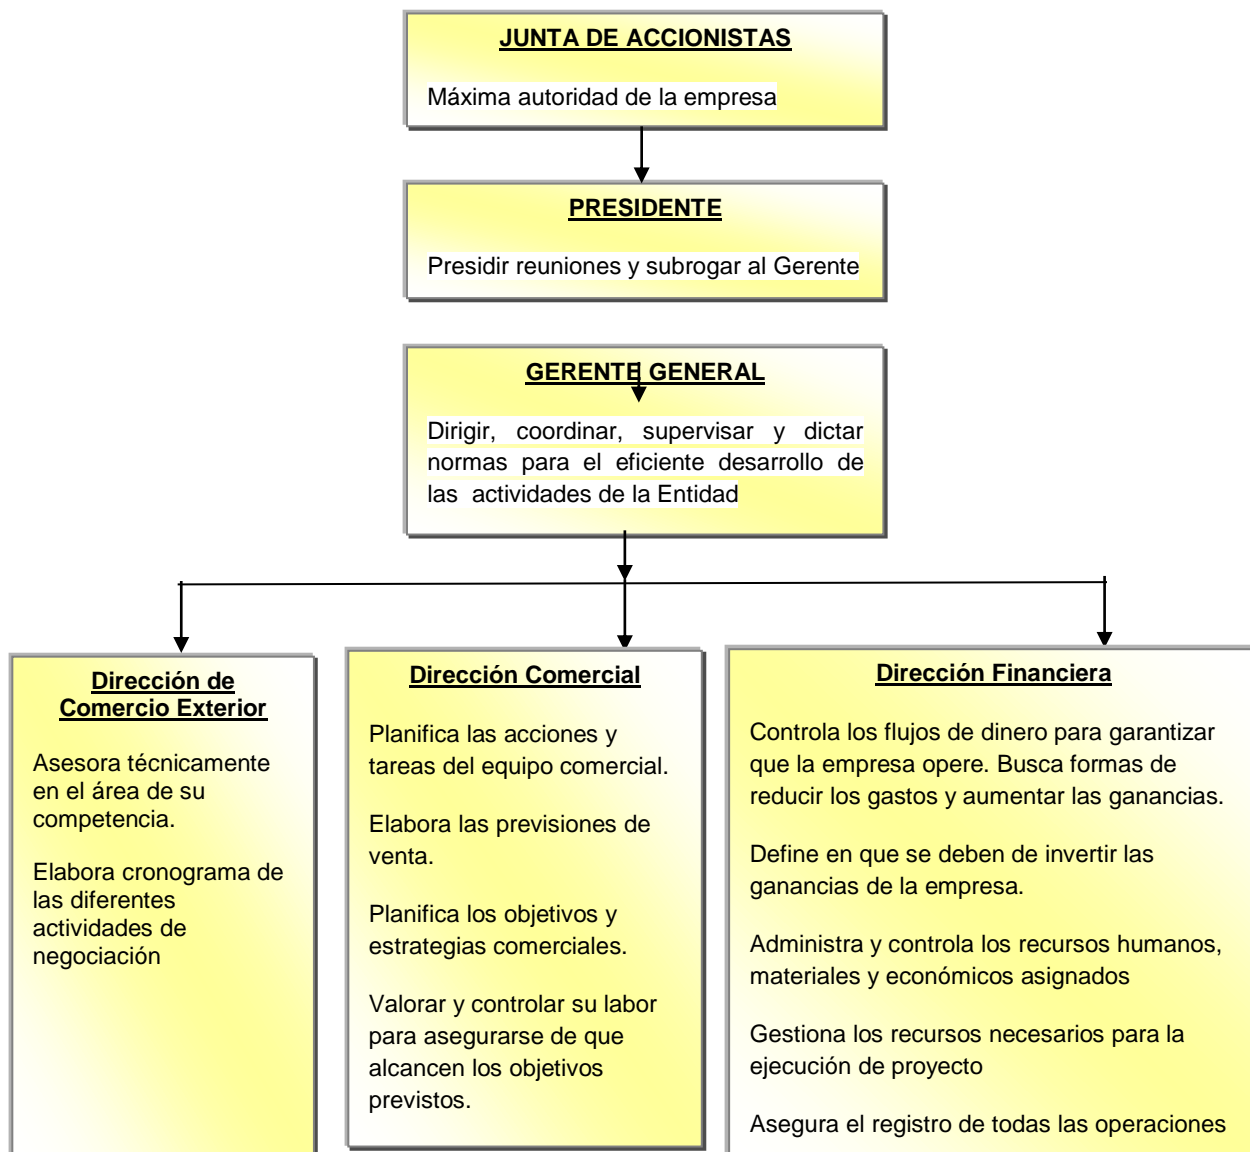 JUNTA DE ACCIONISTAS
Máxima autoridad de la empresa
PRESIDENTE
Presidir reuniones y subrogar al Gerente
GERENTE GENERAL
Dirigir, coordinar, supervisar y dictar
normas para el eficiente desarrollo de
las actividades de la Entidad
Dirección de
Comercio Exterior
Asesora técnicamente
en el área de su
competencia.
Elabora cronograma de
las diferentes
actividades de
negociación
Dirección Comercial
Planifica las acciones y
tareas del equipo comercial.
Elabora las previsiones de
venta.
Planifica los objetivos y
estrategias comerciales.
Valorar y controlar su labor
para asegurarse de que
alcancen los objetivos
previstos.
Dirección Financiera
Controla los flujos de dinero para garantizar
que la empresa opere. Busca formas de
reducir los gastos y aumentar las ganancias.
Define en que se deben de invertir las
ganancias de la empresa.
Administra y controla los recursos humanos,
materiales y económicos asignados
Gestiona los recursos necesarios para la
ejecución de proyecto
Asegura el registro de todas las operaciones